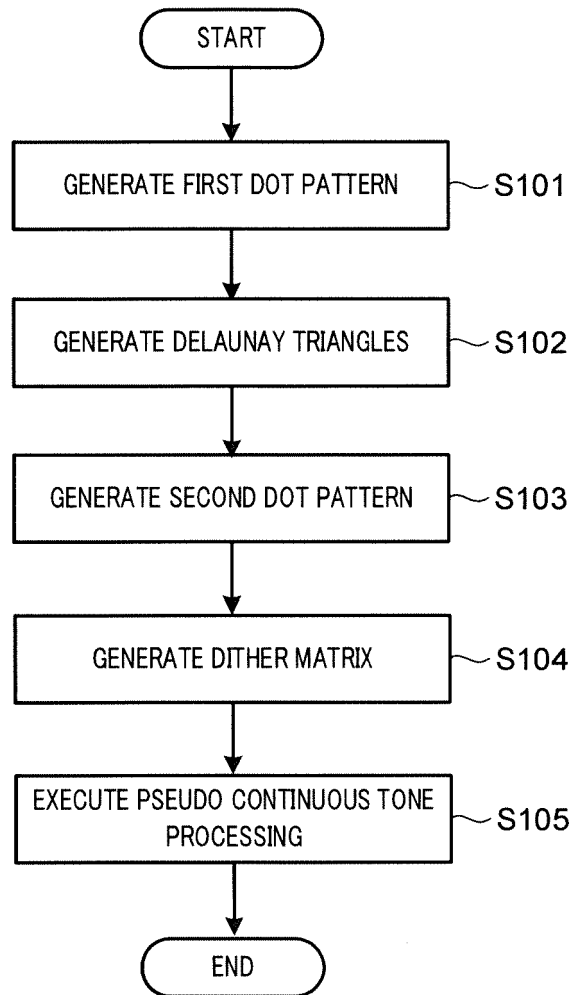 START
GENERATE FIRST DOT PATTERN
S101
GENERATE DELAUNAY TRIANGLES
S102
GENERATE SECOND DOT PATTERN
S103
GENERATE DITHER MATRIX
S104
EXECUTE PSEUDO CONTINUOUS TONE
PROCESSING
S105
END